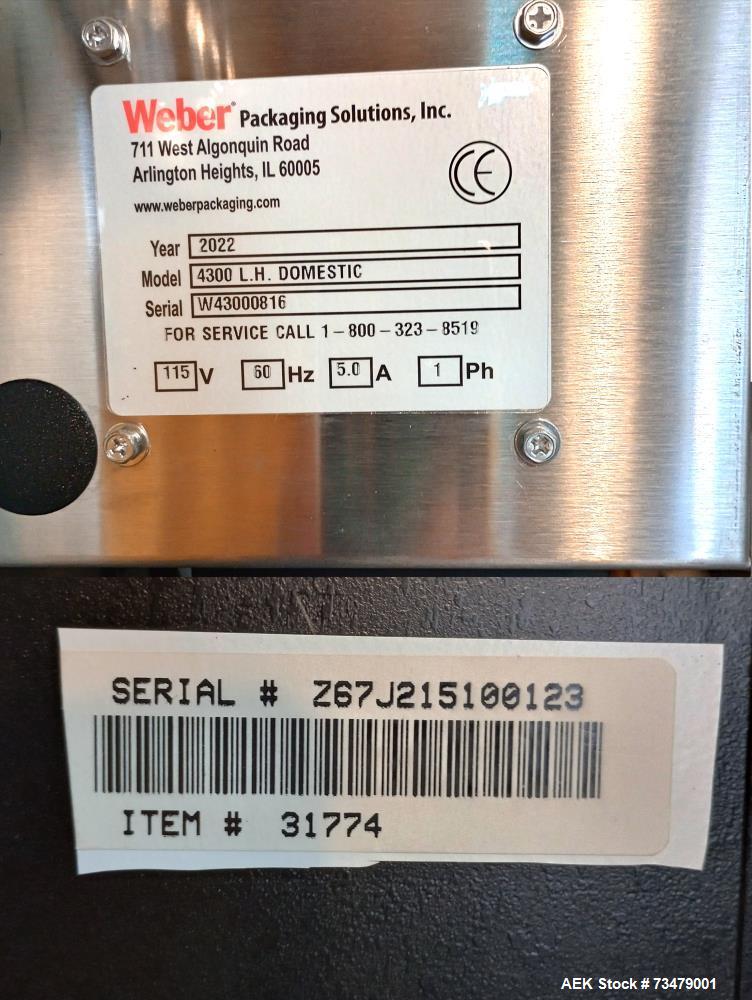 Weber® Packaging Solutions, Inc.
711 West Algonquin Road
Arlington Heights, IL 60005
CE
www.weberpackaging.com
Year 2022
Model 4300 L.H. DOMESTIC
Serial W43000816
FOR SERVICE CALL 1-800-323-8519
115 V 60 Hz 5.0 A 1 Ph
SERIAL # Z67J215100123
ITEM # 31774
AEK Stock # 73479001